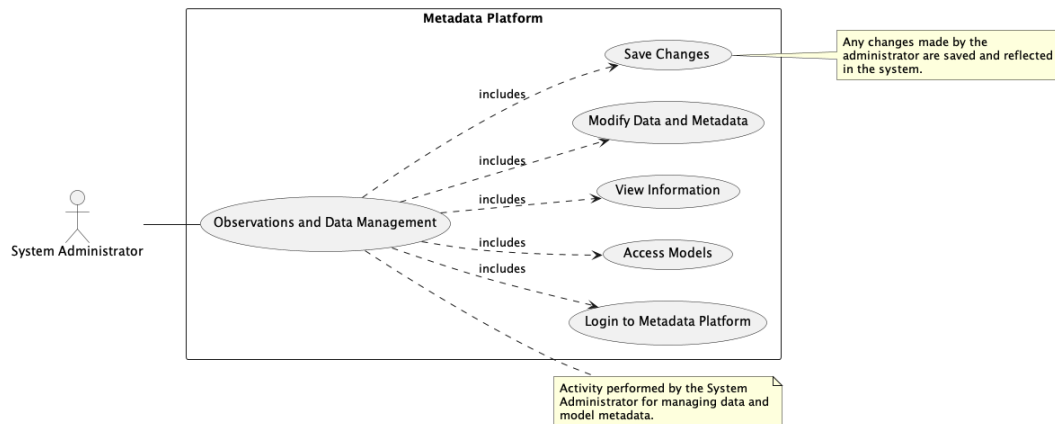 Metadata Platform
Save Changes
Any changes made by the
administrator are saved and reflected
in the system.
includes
Modify Data and Metadata
includes
View Information
includes
Observations and Data Management
System Administrator
includes
Access Models
includes
Login to Metadata Platform
Activity performed by the System
Administrator for managing data and
model metadata.